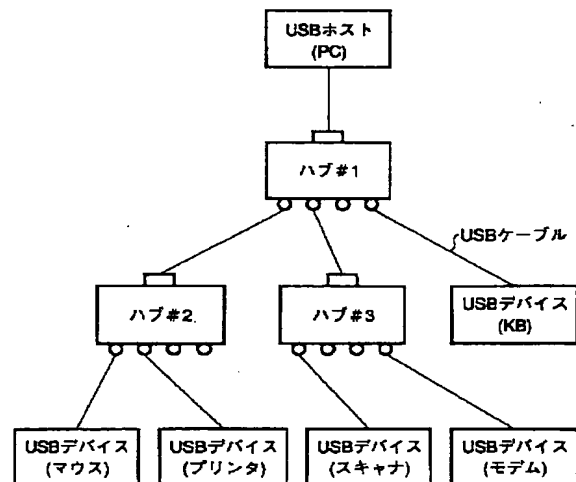 USBホスト
(PC)
ハブ#1
USBケーブル
ハブ#2
ハブ#3
USBデバイス
(KB)
USBデバイス
(マウス)
USBデバイス
(プリンタ)
USBデバイス
(スキャナ)
USBデバイス
(モデム)